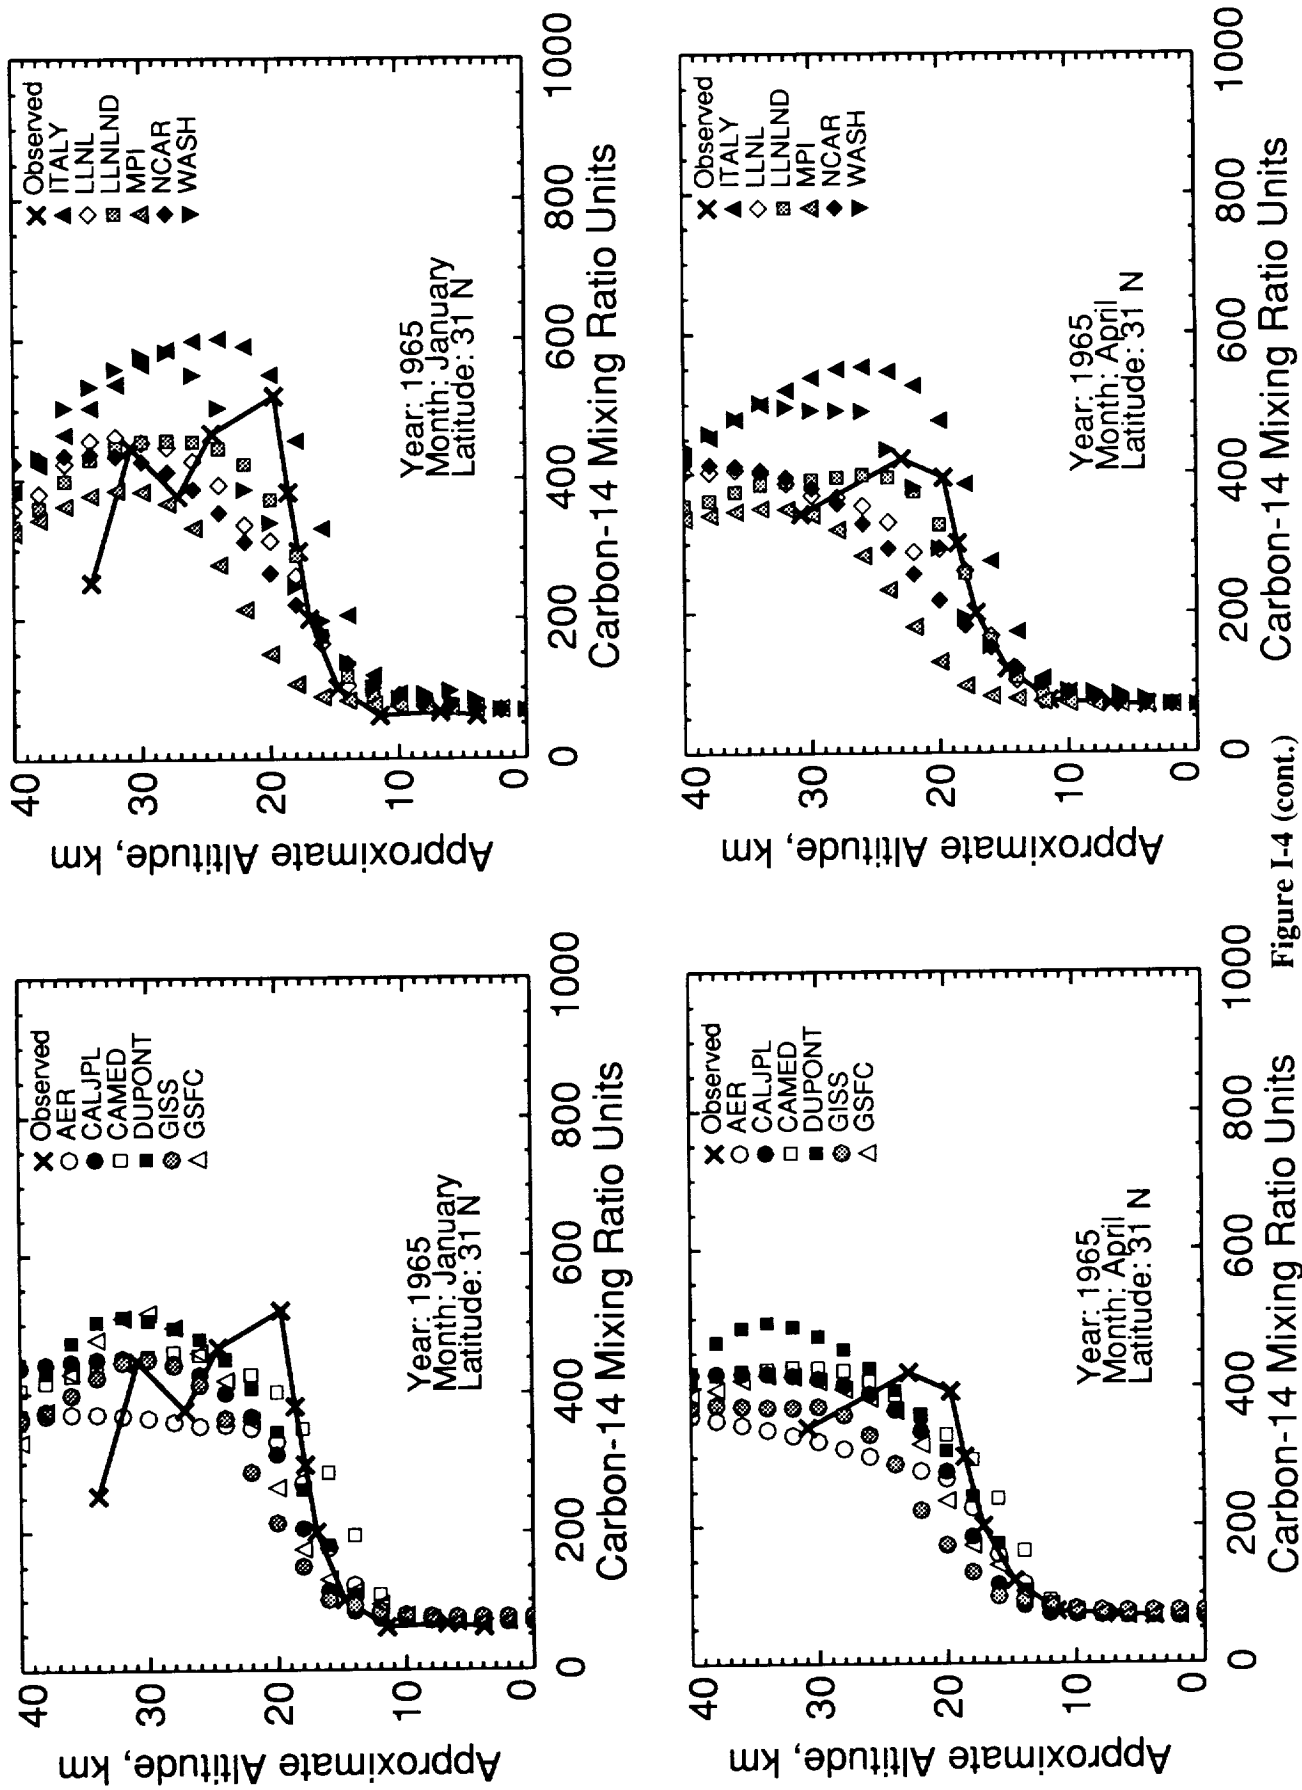 40
30
20
10
0
Approximate Altitude, km
Observed
AER
CALJPL
CAMED
DUPONT
GISS
GSFC
Year: 1965
Month: January
Latitude: 31 N
0 200 400 600 800 1000
Carbon-14 Mixing Ratio Units
40
30
20
10
0
Approximate Altitude, km
Observed
ITALY
LLNL
LLNLND
MPI
NCAR
WASH
Year: 1965
Month: January
Latitude: 31 N
0 200 400 600 800 1000
Carbon-14 Mixing Ratio Units
40
30
20
10
0
Approximate Altitude, km
Observed
AER
CALJPL
CAMED
DUPONT
GISS
GSFC
Year: 1965
Month: April
Latitude: 31 N
0 200 400 600 800 1000
Carbon-14 Mixing Ratio Units
40
30
20
10
0
Approximate Altitude, km
Observed
ITALY
LLNL
LLNLND
MPI
NCAR
WASH
Year: 1965
Month: April
Latitude: 31 N
0 200 400 600 800 1000
Carbon-14 Mixing Ratio Units
Figure I-4 (cont.)